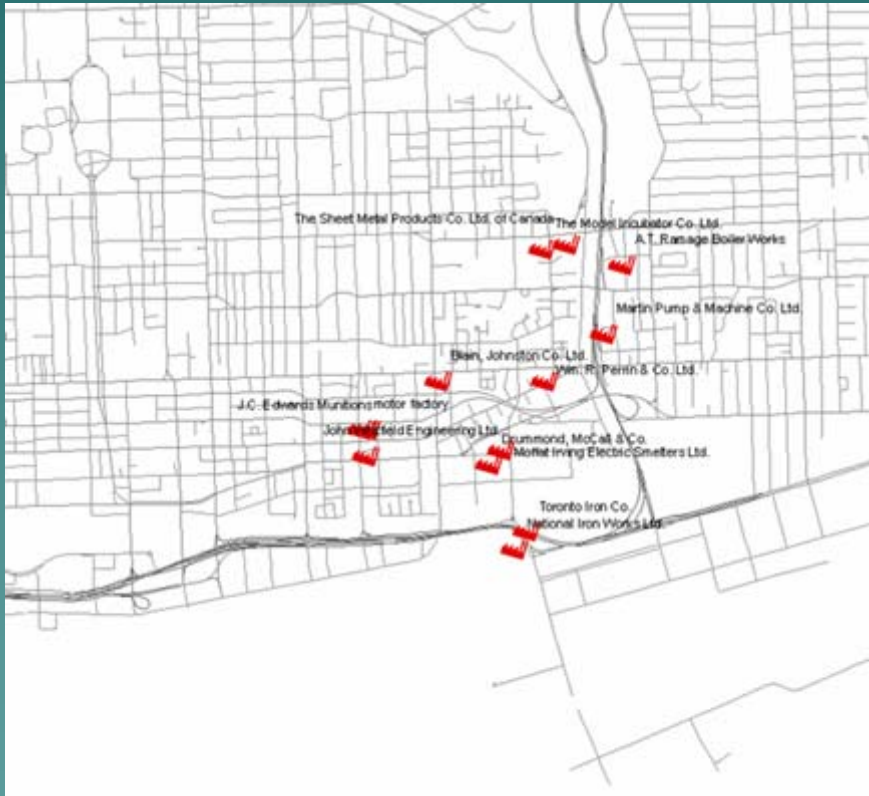 The Sheet Metal Products Co. Ltd. of Canada
The Model Incubator Co. Ltd.
A.T. Ramage Boiler Works
Martin Pump & Machine Co. Ltd.
Blain, Johnston Co. Ltd.
Wm. R. Perrin & Co. Ltd.
J.C. Edwards Munitions
motor factory
John Engineering Ltd.
Drummond, McCall & Co.
Moffat Irving Electric Smelters Ltd.
Toronto Iron Co.
National Iron Works Ltd.